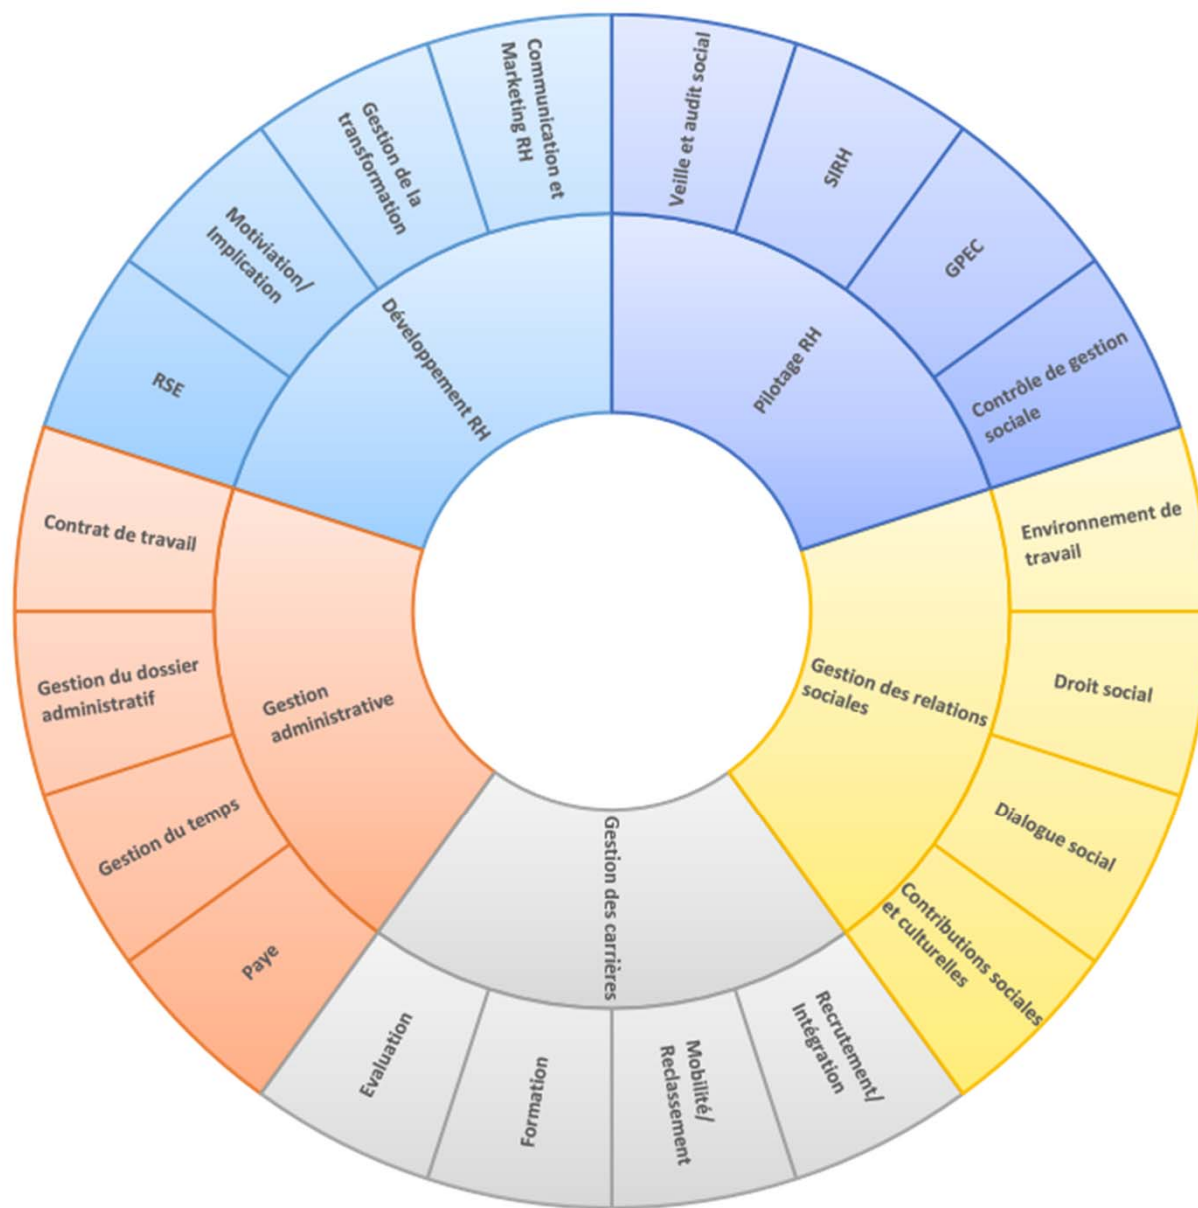 Pilotage RH
Veille et audit social
SIRH
GPEC
Contrôle de gestion
sociale
Gestion des relations
sociales
Environnement de
travail
Droit social
Dialogue social
Contributions sociales
et culturelles
Gestion des carrières
Recrutement/
Intégration
Mobilité/
Reclassement
Formation
Evaluation
Gestion
administrative
Paye
Gestion du temps
Gestion du dossier
administratif
Contrat de travail
Développement RH
RSE
Motiviation/
Implication
Gestion de la
transformation
Communication et
Marketing RH